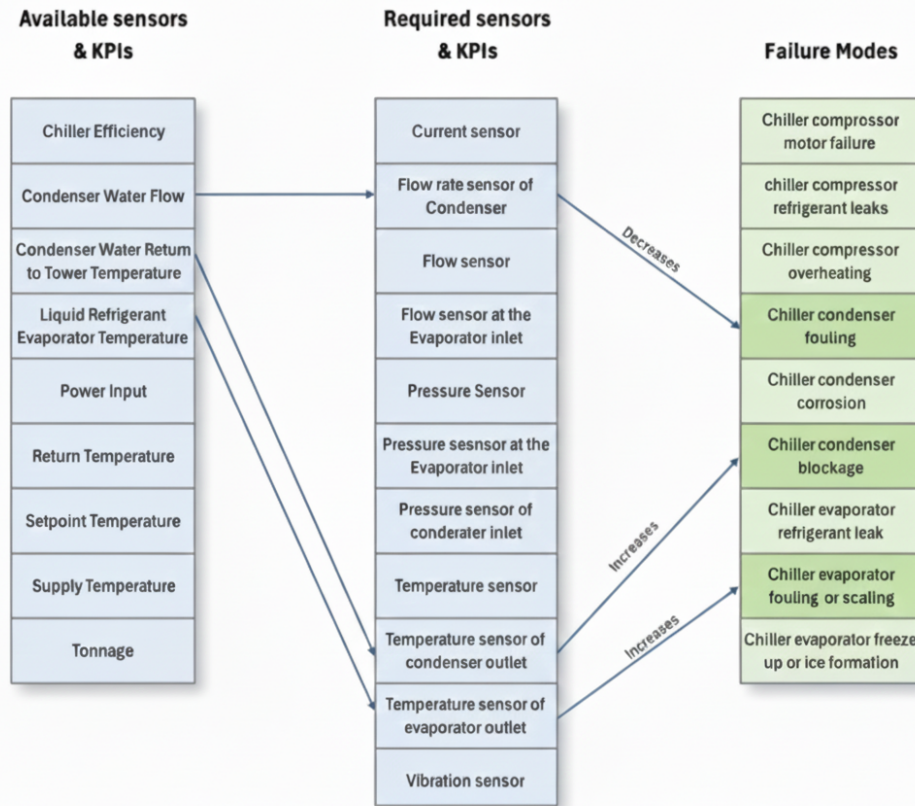 Available sensors
& KPIs
Required sensors
& KPIs
Failure Modes
Chiller Efficiency
Condenser Water Flow
Condenser Water Return
to Tower Temperature
Liquid Refrigerant
Evaporator Temperature
Power Input
Return Temperature
Setpoint Temperature
Supply Temperature
Tonnage
Current sensor
Flow rate sensor of
Condenser
Flow sensor
Flow sensor at the
Evaporator inlet
Pressure Sensor
Pressure sesnsor at the
Evaporator inlet
Pressure sensor of
conderater inlet
Temperature sensor
Temperature sensor of
condenser outlet
Temperature sensor of
evaporator outlet
Vibration sensor
Decreases
Increases
Increases
Chiller comprossor
motor failure
chiller compressor
refrigerant leaks
Chiller compressor
overheating
Chiller condenser
fouling
Chiller condenser
corrosion
Chiller condenser
blockage
Chiller evaporator
refrigerant leak
Chiller evaporator
fouling or scaling
Chiller evaporator freeze
up or ice formation